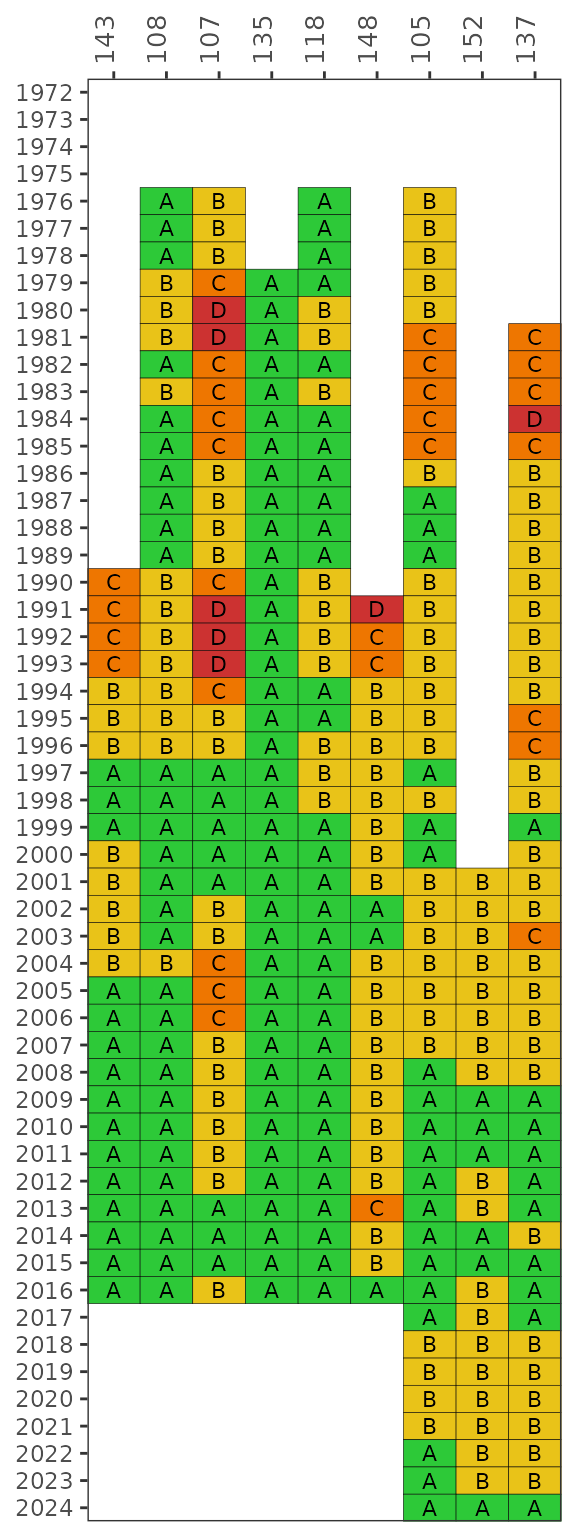 143 108 107 135 118 148 105 152 137
1972
1973
1974
1975
1976 A B A B
1977 A B A B
1978 A B A B
1979 B C A A B
1980 B D A B B
1981 B D A B C C
1982 A C A A C C
1983 B C A B C C
1984 A C A A C D
1985 A C A A C C
1986 A B A A B B
1987 A B A A A B
1988 A B A A A B
1989 A B A A A B
1990 C B C A B B B
1991 C B D A B D B B
1992 C B D A B C B B
1993 C B D A B C B B
1994 B B C A A B B B
1995 B B B A A B B C
1996 B B B A B B B C
1997 A A A A B B A B
1998 A A A A B B B B
1999 A A A A A B A A
2000 B A A A A B A B
2001 B A A A A B B B B
2002 B A B A A A B B B
2003 B A B A A A B B C
2004 B B C A A B B B B
2005 A A C A A B B B B
2006 A A C A A B B B B
2007 A A B A A B B B B
2008 A A B A A B A B B
2009 A A B A A B A A A
2010 A A B A A B A A A
2011 A A B A A B A A A
2012 A A B A A B A B A
2013 A A A A A C A B A
2014 A A A A A B A A B
2015 A A A A A B A A A
2016 A A B A A A A B A
2017 A B A
2018 B B B
2019 B B B
2020 B B B
2021 B B B
2022 A B B
2023 A B B
2024 A A A